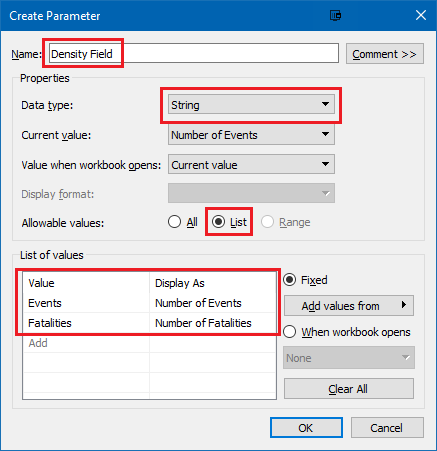 Create Parameter
Name: Density Field Comment >>
Properties
Data type: String
Current value: Number of Events
Value when workbook opens: Current value
Display format:
Allowable values: All List Range
List of values
Value Display As
Events Number of Events
Fatalities Number of Fatalities
Add
Fixed
Add values from
When workbook opens
None
Clear All
OK Cancel